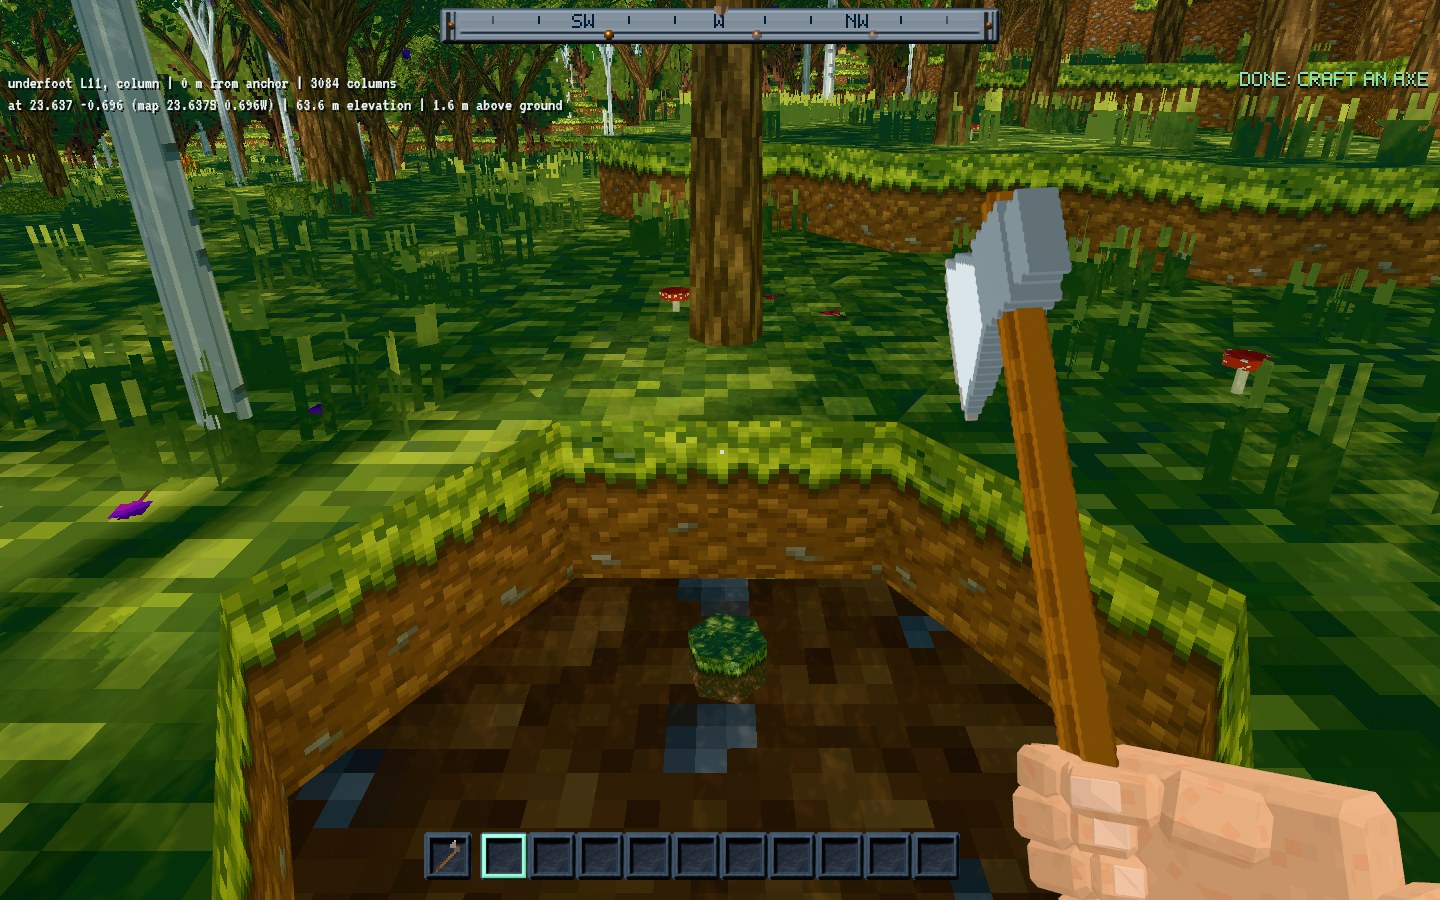 SW W NW
underfoot L11, column | 0 m from anchor | 3084 columns
at 23.637 -0.696 (map 23.637S 0.696W) | 63.6 m elevation | 1.6 m above ground
DONE: CRAFT AN AXE